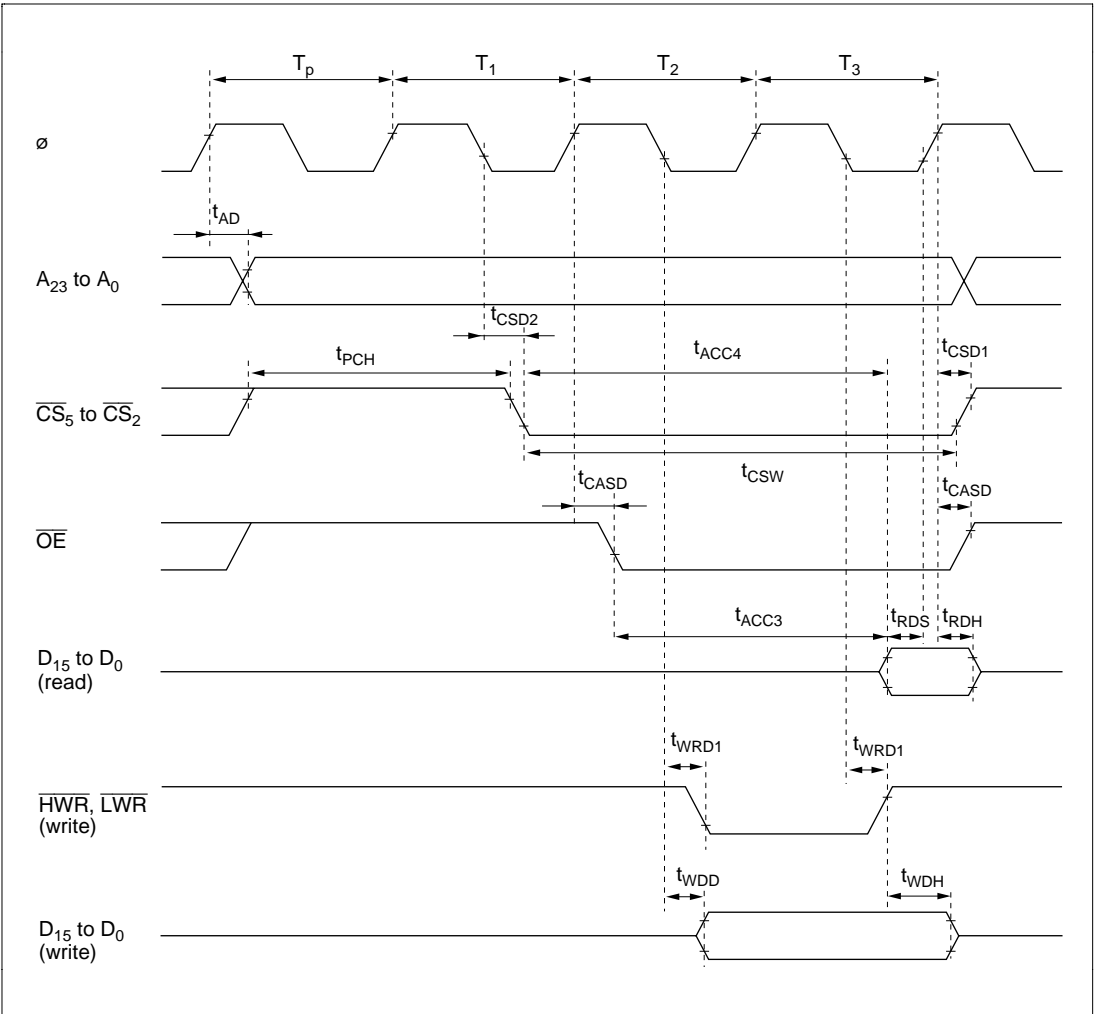 Tp T1 T2 T3
ø
tAD
A23 to A0
tCSD2
tPCH tACC4 tCSD1
CS5 to CS2
tCSW
tCASD tCASD
OE
tACC3 tRDS tRDH
D15 to D0
(read)
tWRD1 tWRD1
HWR, LWR
(write)
tWDD tWDH
D15 to D0
(write)